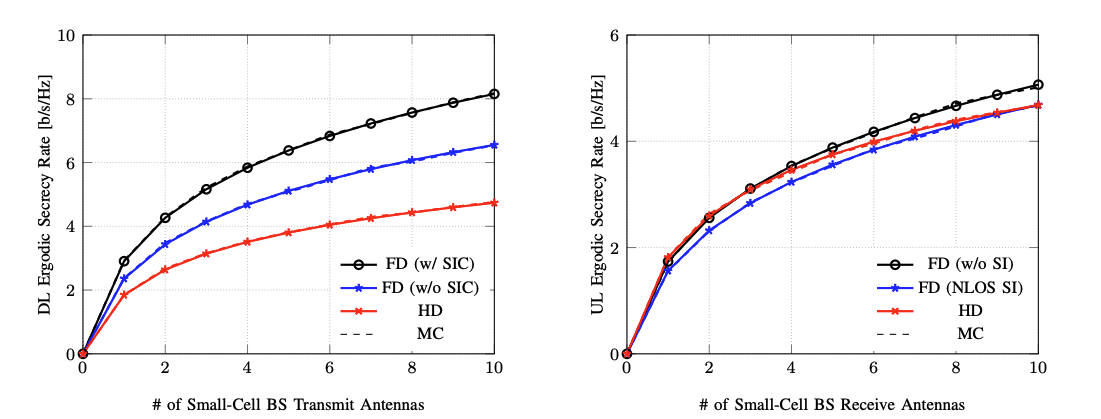 DL Ergodic Secrecy Rate [b/s/Hz]
10
8
6
4
2
0
0 2 4 6 8 10
# of Small-Cell BS Transmit Antennas
FD (w/ SIC)
FD (w/o SIC)
HD
MC
UL Ergodic Secrecy Rate [b/s/Hz]
6
4
2
0
0 2 4 6 8 10
# of Small-Cell BS Receive Antennas
FD (w/o SI)
FD (NLOS SI)
HD
MC